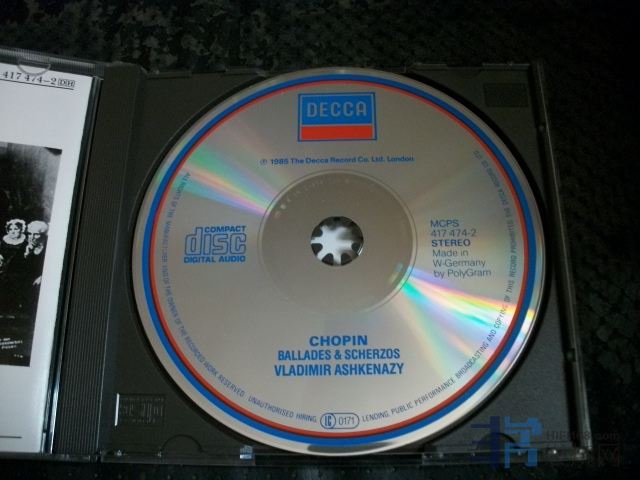 417 474-2 DH
DECCA
℗ 1985 The Decca Record Co. Ltd. London
COMPACT
disc
DIGITAL AUDIO
MCPS
417 474-2
STEREO
Made in
W-Germany
by PolyGram
CHOPIN
BALLADES & SCHERZOS
VLADIMIR ASHKENAZY
ALL RIGHTS OF THE MANUFACTURER AND OF THE OWNER OF THE RECORDED WORK RESERVED. UNAUTHORISED HIRING, LENDING, PUBLIC PERFORMANCE, BROADCASTING AND COPYING OF THIS RECORD PROHIBITED
LC 0171